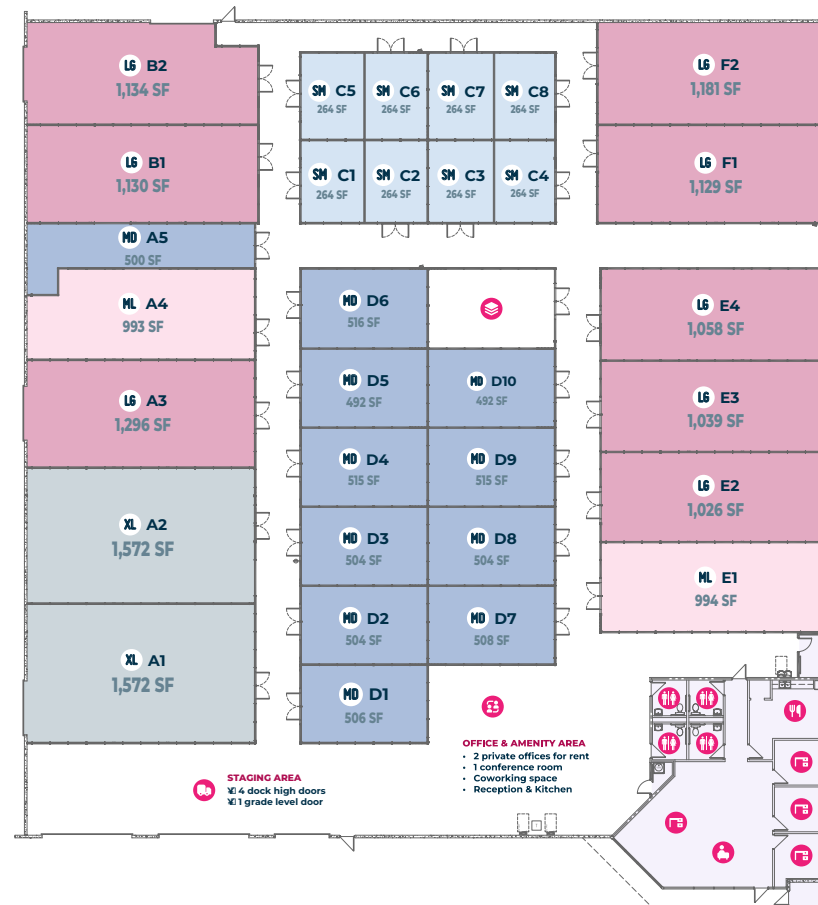 LG B2
1,134 SF
LG B1
1,130 SF
MD A5
500 SF
ML A4
993 SF
LG A3
1,296 SF
XL A2
1,572 SF
XL A1
1,572 SF
SM C5
264 SF
SM C6
264 SF
SM C7
264 SF
SM C8
264 SF
SM C1
264 SF
SM C2
264 SF
SM C3
264 SF
SM C4
264 SF
MD D6
516 SF
MD D5
492 SF
MD D10
492 SF
MD D4
515 SF
MD D9
515 SF
MD D3
504 SF
MD D8
504 SF
MD D2
504 SF
MD D7
508 SF
MD D1
506 SF
LG F2
1,181 SF
LG F1
1,129 SF
LG E4
1,058 SF
LG E3
1,039 SF
LG E2
1,026 SF
ML E1
994 SF
OFFICE & AMENITY AREA
• 2 private offices for rent
• 1 conference room
• Coworking space
• Reception & Kitchen
STAGING AREA
4 dock high doors
1 grade level door